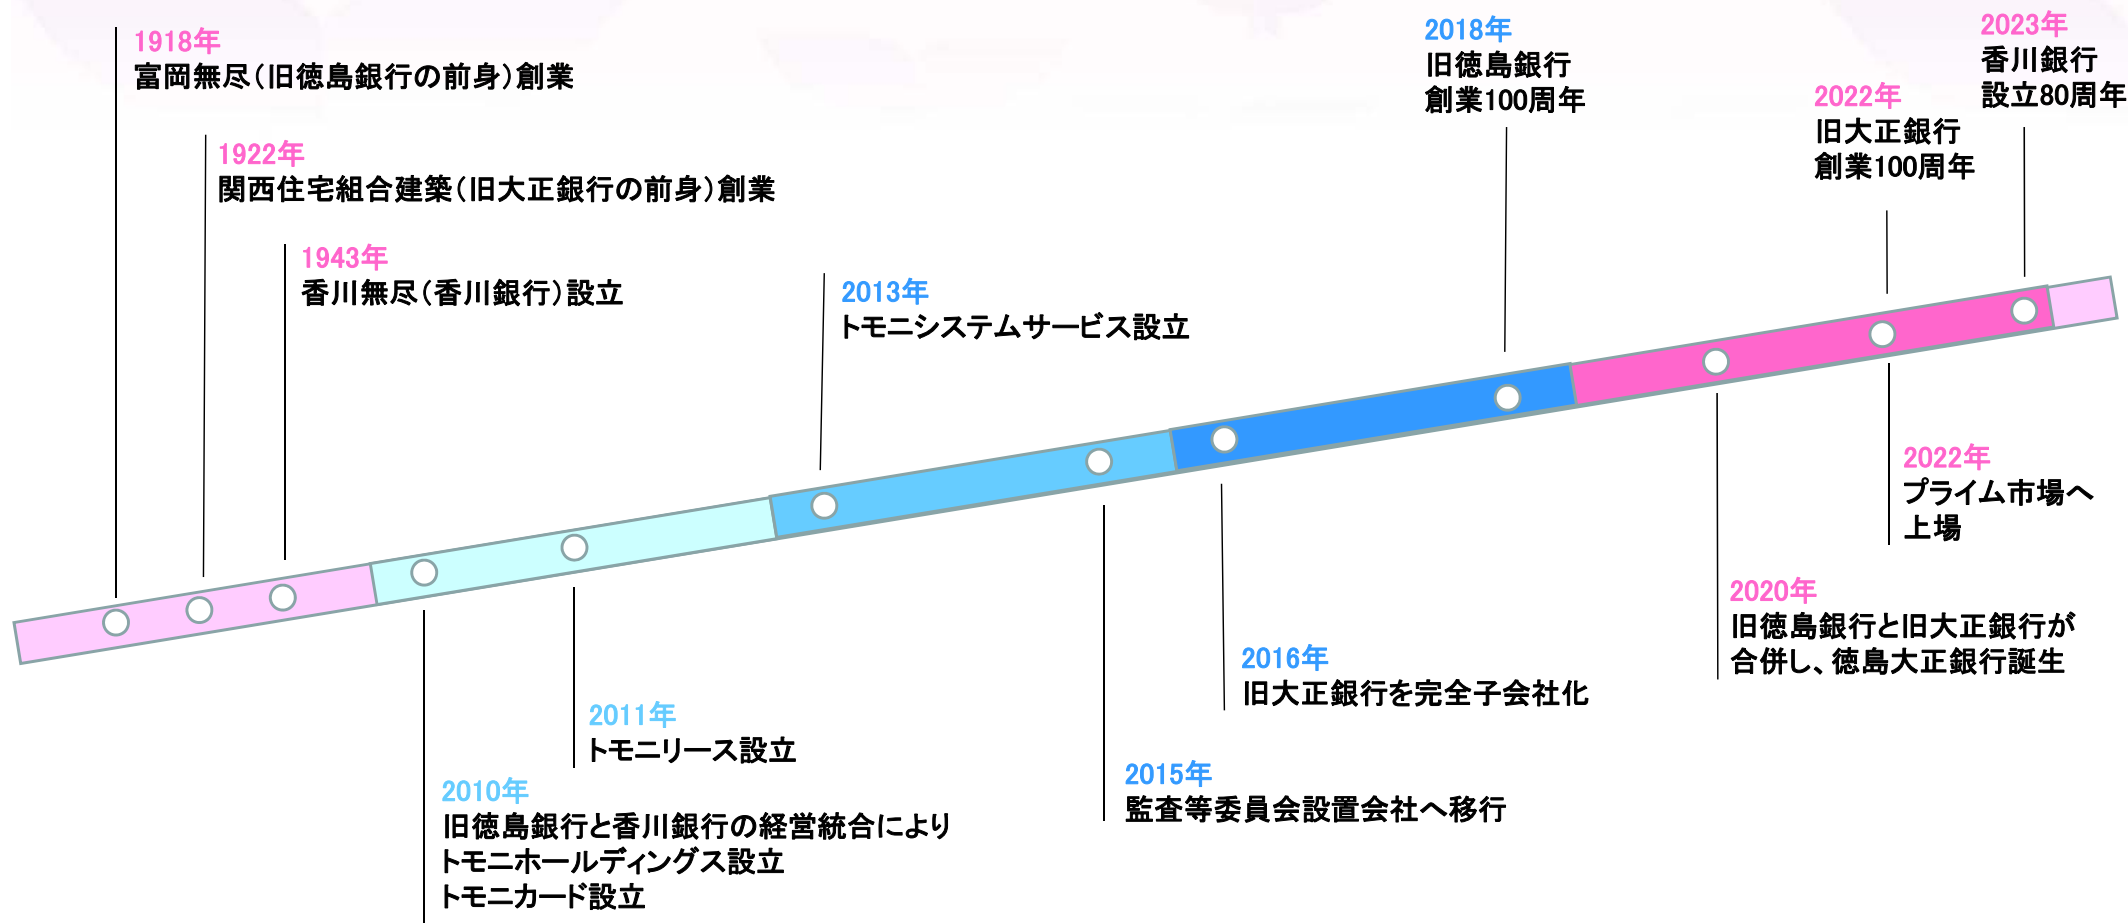 1918年
富岡無尽（旧徳島銀行の前身）創業
1922年
関西住宅組合建築（旧大正銀行の前身）創業
1943年
香川無尽（香川銀行）設立
2010年
旧徳島銀行と香川銀行の経営統合により
トモニホールディングス設立
トモニカード設立
2011年
トモニリース設立
2013年
トモニシステムサービス設立
2015年
監査等委員会設置会社へ移行
2016年
旧大正銀行を完全子会社化
2018年
旧徳島銀行
創業100周年
2020年
旧徳島銀行と旧大正銀行が
合併し、徳島大正銀行誕生
2022年
旧大正銀行
創業100周年
2022年
プライム市場へ
上場
2023年
香川銀行
設立80周年